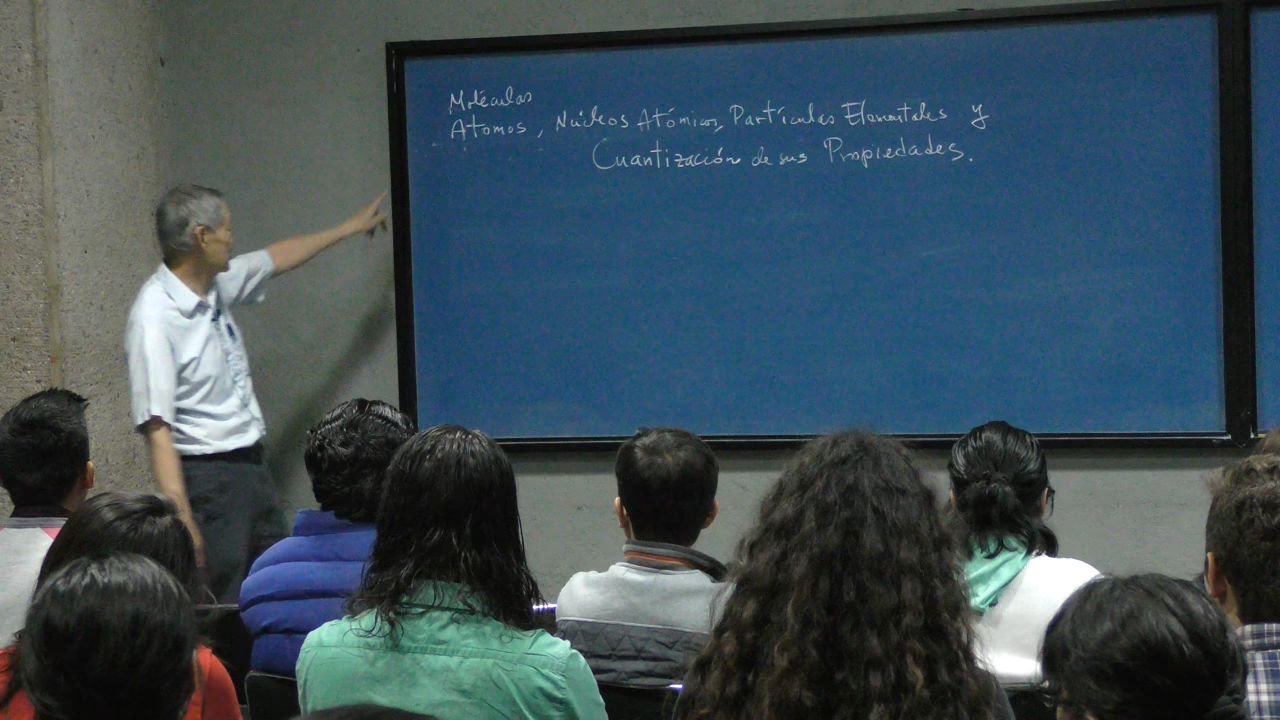 Moléculas
Atomos, Núcleos Atómicos, Partículas Elementales y
Cuantización de sus Propiedades.